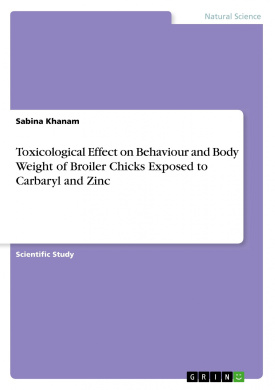 Natural Science
Sabina Khanam
Toxicological Effect on Behaviour and Body
Weight of Broiler Chicks Exposed to
Carbaryl and Zinc
Scientific Study
GRIN